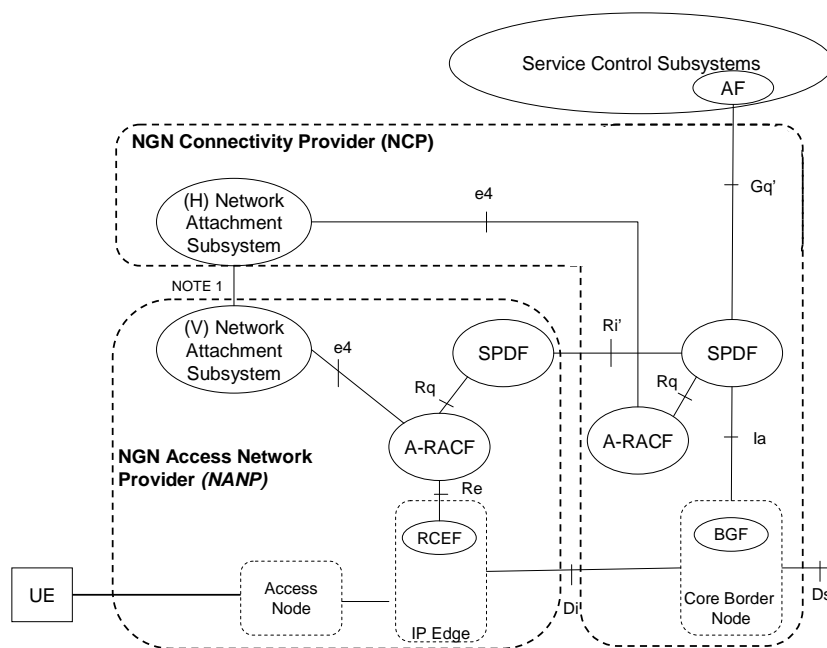 Service Control Subsystems
AF
NGN Connectivity Provider (NCP)
(H) Network
Attachment
Subsystem
e4
Gq’
NOTE 1
(V) Network
Attachment
Subsystem
e4
SPDF
Ri’
SPDF
Rq
Rq
A-RACF
A-RACF
Ia
NGN Access Network
Provider (NANP)
Re
RCEF
BGF
UE
Access
Node
IP Edge
Di
Core Border
Node
Ds